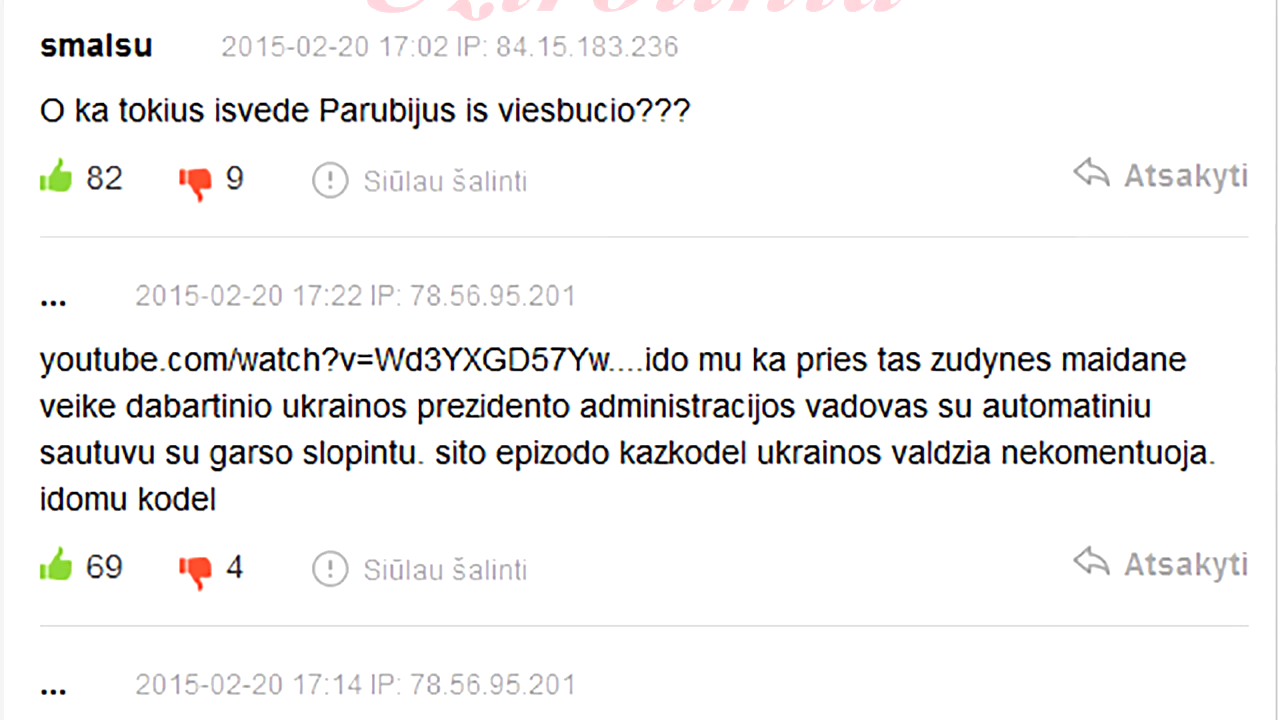 smalsu 2015-02-20 17:02 IP: 84.15.183.236
O ka tokius isvede Parubijus is viesbucio???
82 9 Siūlau šalinti Atsakyti
... 2015-02-20 17:22 IP: 78.56.95.201
youtube.com/watch?v=Wd3YXGD57Yw....ido mu ka pries tas zudynes maidane
veike dabartinio ukrainos prezidento administracijos vadovas su automatiniu
sautuvu su garso slopintu. sito epizodo kazkodel ukrainos valdzia nekomentuoja.
idomu kodel
69 4 Siūlau šalinti Atsakyti
... 2015-02-20 17:14 IP: 78.56.95.201